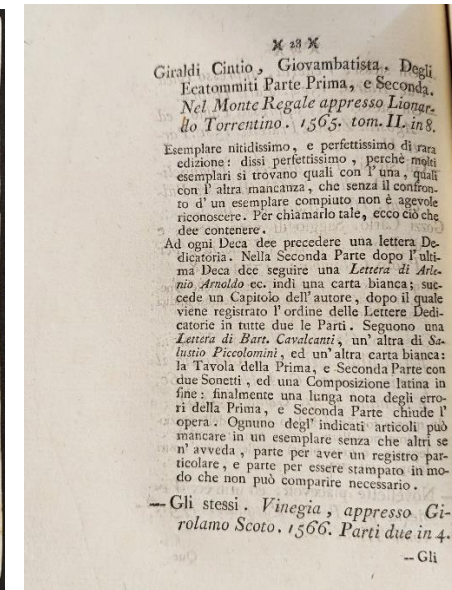 ⌘ 28 ⌘
Giraldi Cintio, Giovambatista. Degli
Ecatommiti Parte Prima, e Seconda.
Nel Monte Regale appresso Lionar-
do Torrentino. 1565. tom. II. in 8.
Esemplare nitidissimo, e perfettissimo di rara
edizione: dissi perfettissimo, perchè molti
esemplari si trovano quali con l'una, quali
con l'altra mancanza, che senza il confron-
to d'un esemplare compiuto non è agevole
riconoscere. Per chiamarlo tale, ecco ciò che
dee contenere.
Ad ogni Deca dee precedere una lettera De-
dicatoria. Nella Seconda Parte dopo l'ulti-
ma Deca dee seguire una Lettera di Arle-
nio Arnoldo ec. indi una carta bianca; suc-
cede un Capitolo dell'autore, dopo il quale
viene registrato l'ordine delle Lettere Dedi-
catorie in tutte due le Parti. Seguono una
Lettera di Bart. Cavalcanti, un'altra di Sa-
lustio Piccolomini, ed un'altra carta bianca:
la Tavola della Prima, e Seconda Parte con
due Sonetti, ed una Composizione latina in
fine: finalmente una lunga nota degli erro-
ri della Prima, e Seconda Parte chiude l'
opera. Ognuno degl'indicati articoli può
mancare in un esemplare senza che altri se
n'avveda, parte per aver un registro par-
ticolare, e parte per essere stampato in mo-
do che non può comparire necessario.
— Gli stessi. Vinegia, appresso Gi-
rolamo Scoto. 1566. Parti due in 4.
-- Gli